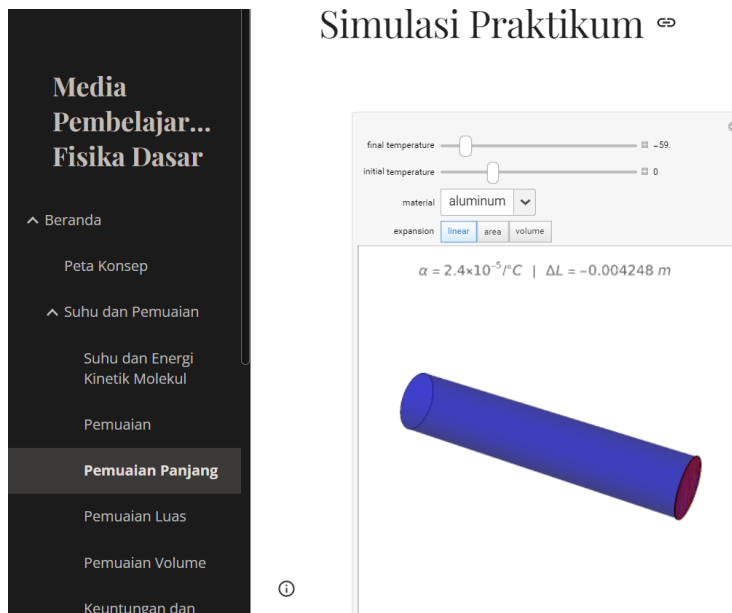 Simulasi Praktikum
Media
Pembelajar...
Fisika Dasar
Beranda
Peta Konsep
Suhu dan Pemuaian
Suhu dan Energi
Kinetik Molekul
Pemuaian
Pemuaian Panjang
Pemuaian Luas
Pemuaian Volume
Keuntungan dan
final temperature -59.
initial temperature 0
material aluminum
expansion linear area volume
α = 2.4×10⁻⁵/°C | ΔL = −0.004248 m